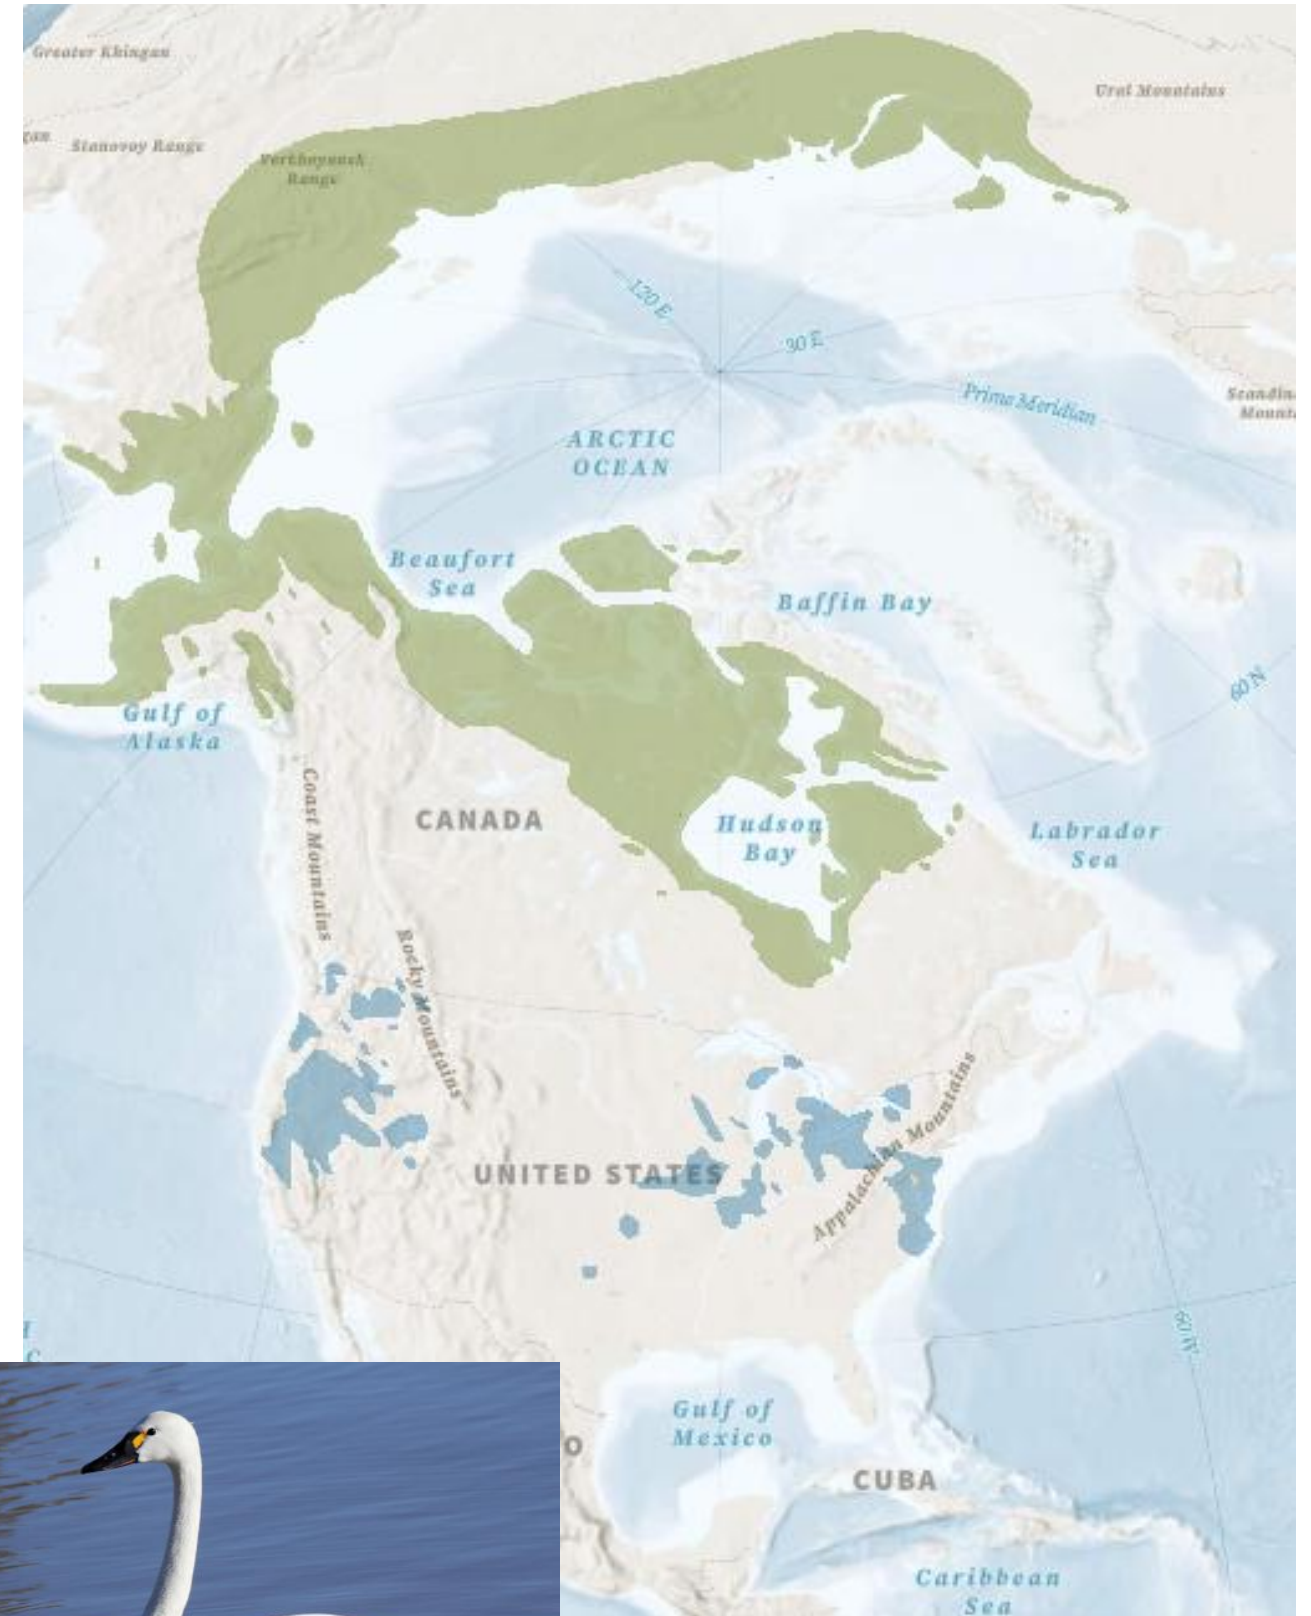 Greater Khingan
Ural Mountains
Stanovoy Range
Verkhoyansk
Range
120 E
30 E
Prime Meridian
ARCTIC
OCEAN
Beaufort
Sea
Baffin Bay
60 N
Gulf of
Alaska
Coast Mountains
CANADA
Hudson
Bay
Labrador
Sea
Rocky Mountains
Appalachian Mountains
UNITED STATES
60 W
Gulf of
Mexico
CUBA
Caribbean
Sea